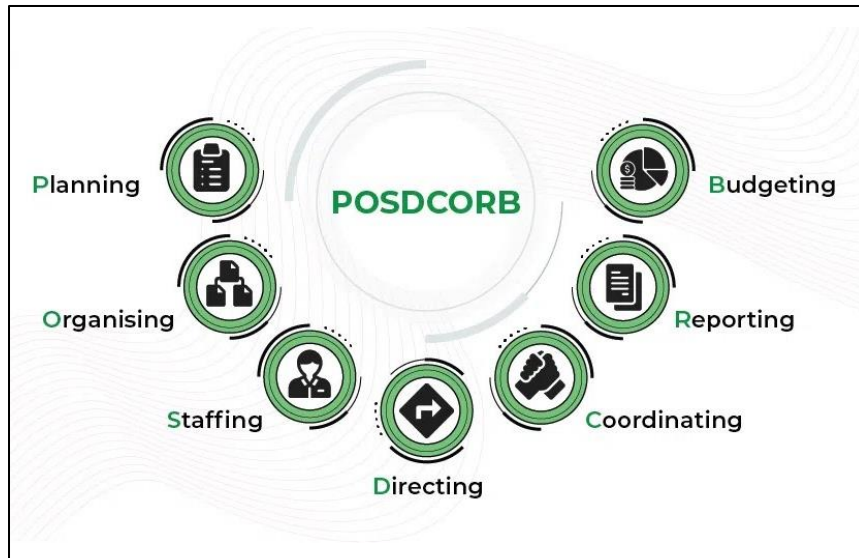 POSDCORB
Planning
Organising
Staffing
Directing
Coordinating
Reporting
Budgeting
$